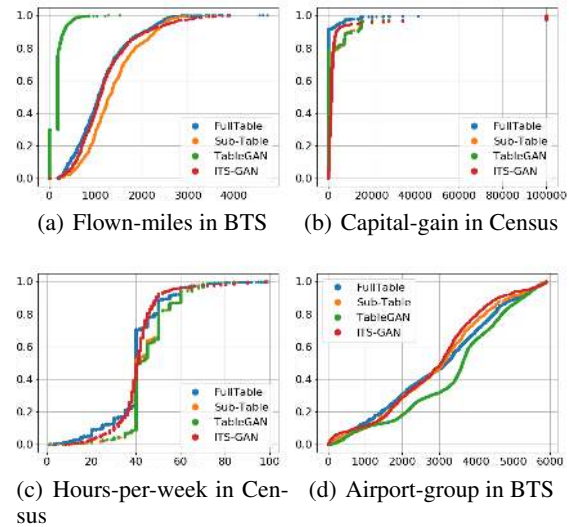 1.0
0.8
0.6
0.4
0.2
0.0
FullTable
Sub-Table
TableGAN
ITS-GAN
0 1000 2000 3000 4000
(a) Flown-miles in BTS
1.0
0.8
0.6
0.4
0.2
0.0
FullTable
Sub-Table
TableGAN
ITS-GAN
0 20000 40000 60000 80000 100000
(b) Capital-gain in Census
1.0
0.8
0.6
0.4
0.2
0.0
FullTable
Sub-Table
TableGAN
ITS-GAN
0 20 40 60 80 100
(c) Hours-per-week in Cen-
sus
1.0
0.8
0.6
0.4
0.2
0.0
FullTable
Sub-Table
TableGAN
ITS-GAN
0 1000 2000 3000 4000 5000 6000
(d) Airport-group in BTS